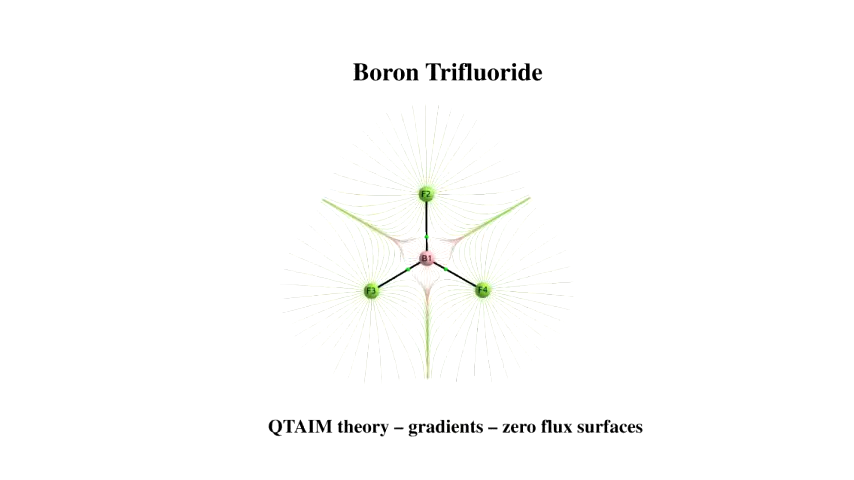 Boron Trifluoride
F2
B1
F3
F4
QTAIM theory – gradients – zero flux surfaces